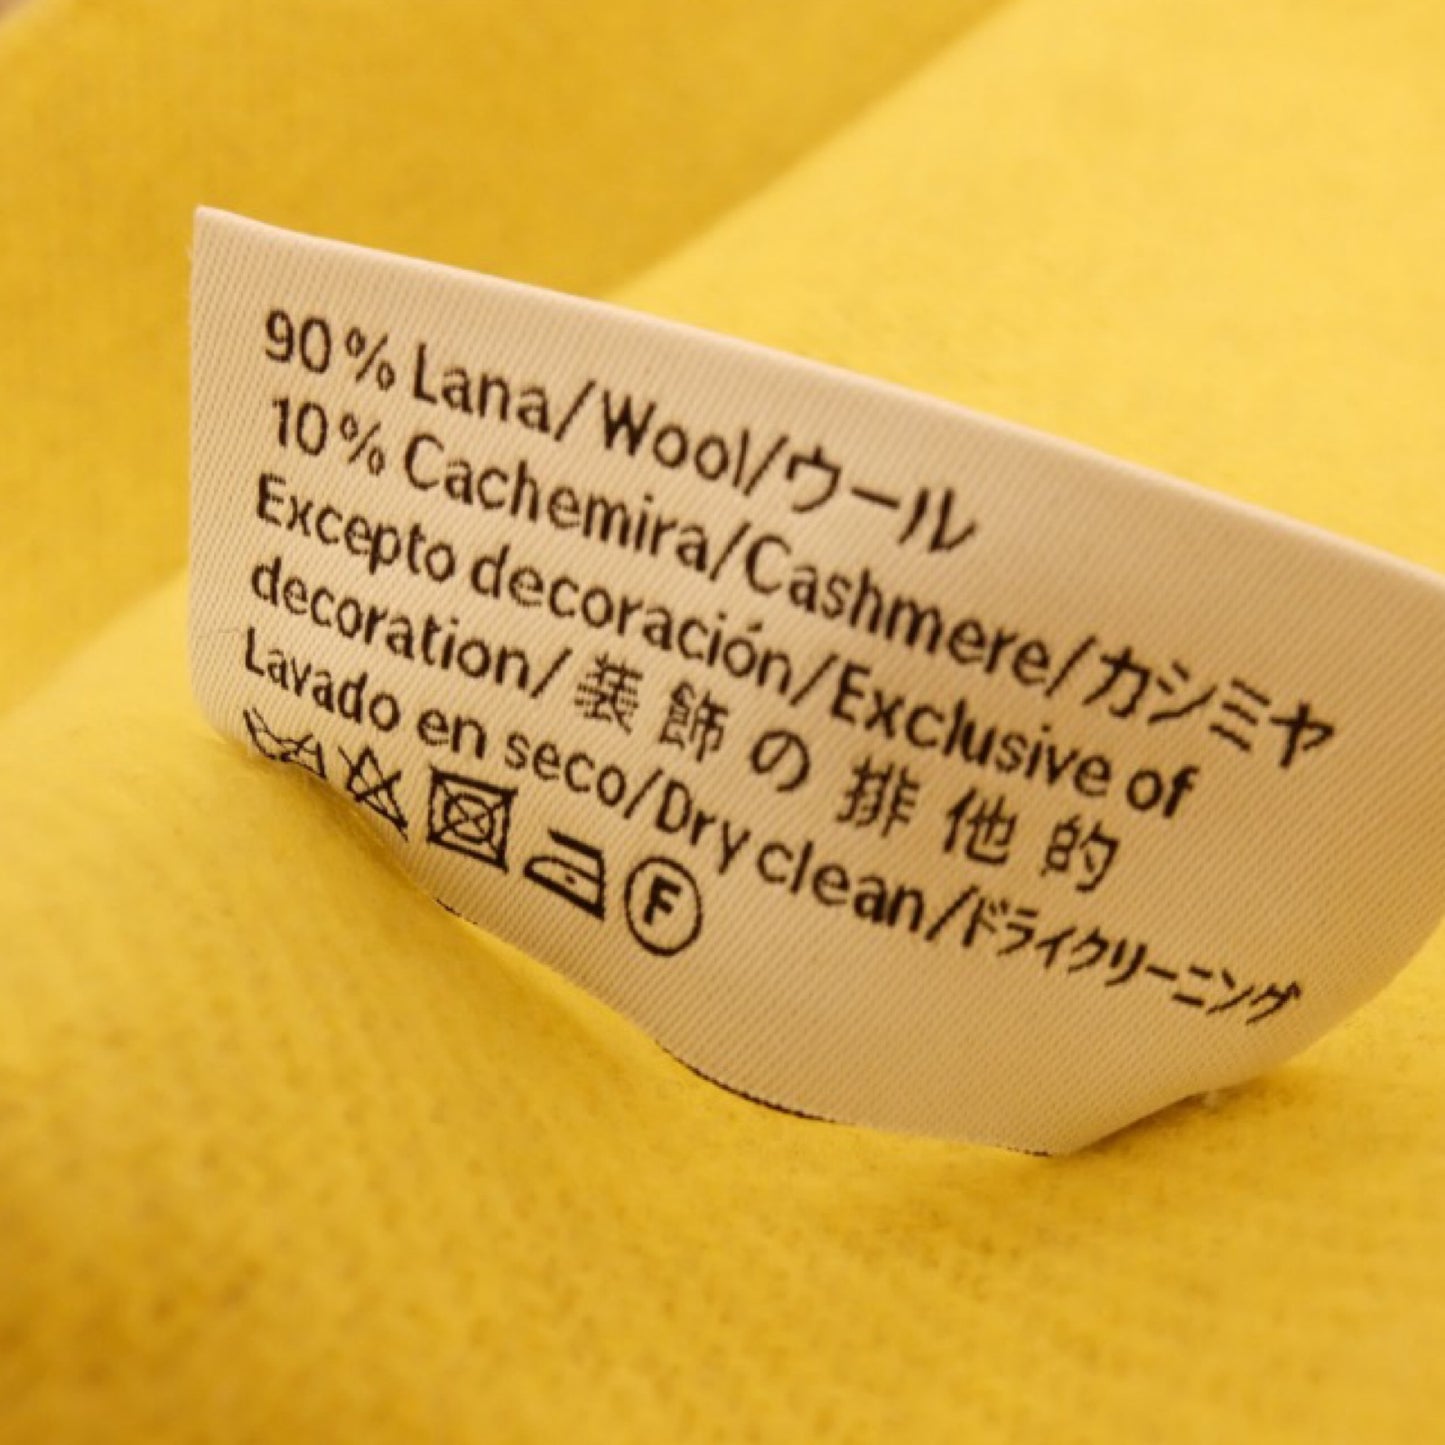 90% Lana/Wool/ウール
10% Cachemira/Cashmere/カシミヤ
Excepto decoración/Exclusive of
decoration/装飾の排他的
Lavado en seco/Dry clean/ドライクリーニング
F